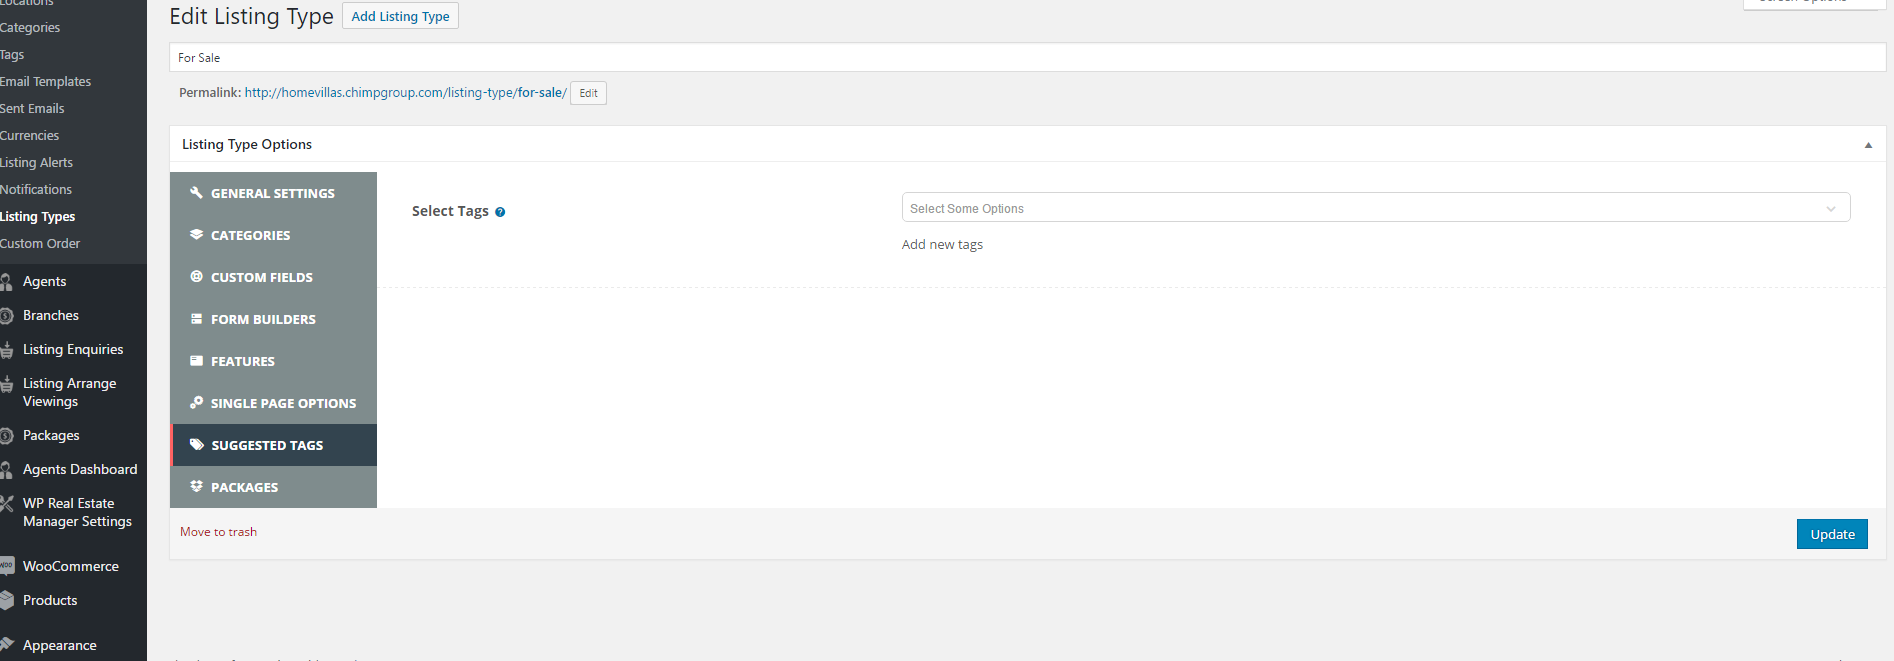 Locations
Categories
Tags
Email Templates
Sent Emails
Currencies
Listing Alerts
Notifications
Listing Types
Custom Order
Agents
Branches
Listing Enquiries
Listing Arrange
Viewings
Packages
Agents Dashboard
WP Real Estate
Manager Settings
WooCommerce
Products
Appearance
Edit Listing Type
Add Listing Type
Screen Options
For Sale
Permalink: http://homevillas.chimpgroup.com/listing-type/for-sale/ Edit
Listing Type Options
GENERAL SETTINGS
CATEGORIES
CUSTOM FIELDS
FORM BUILDERS
FEATURES
SINGLE PAGE OPTIONS
SUGGESTED TAGS
PACKAGES
Select Tags ?
Select Some Options
Add new tags
Move to trash
Update